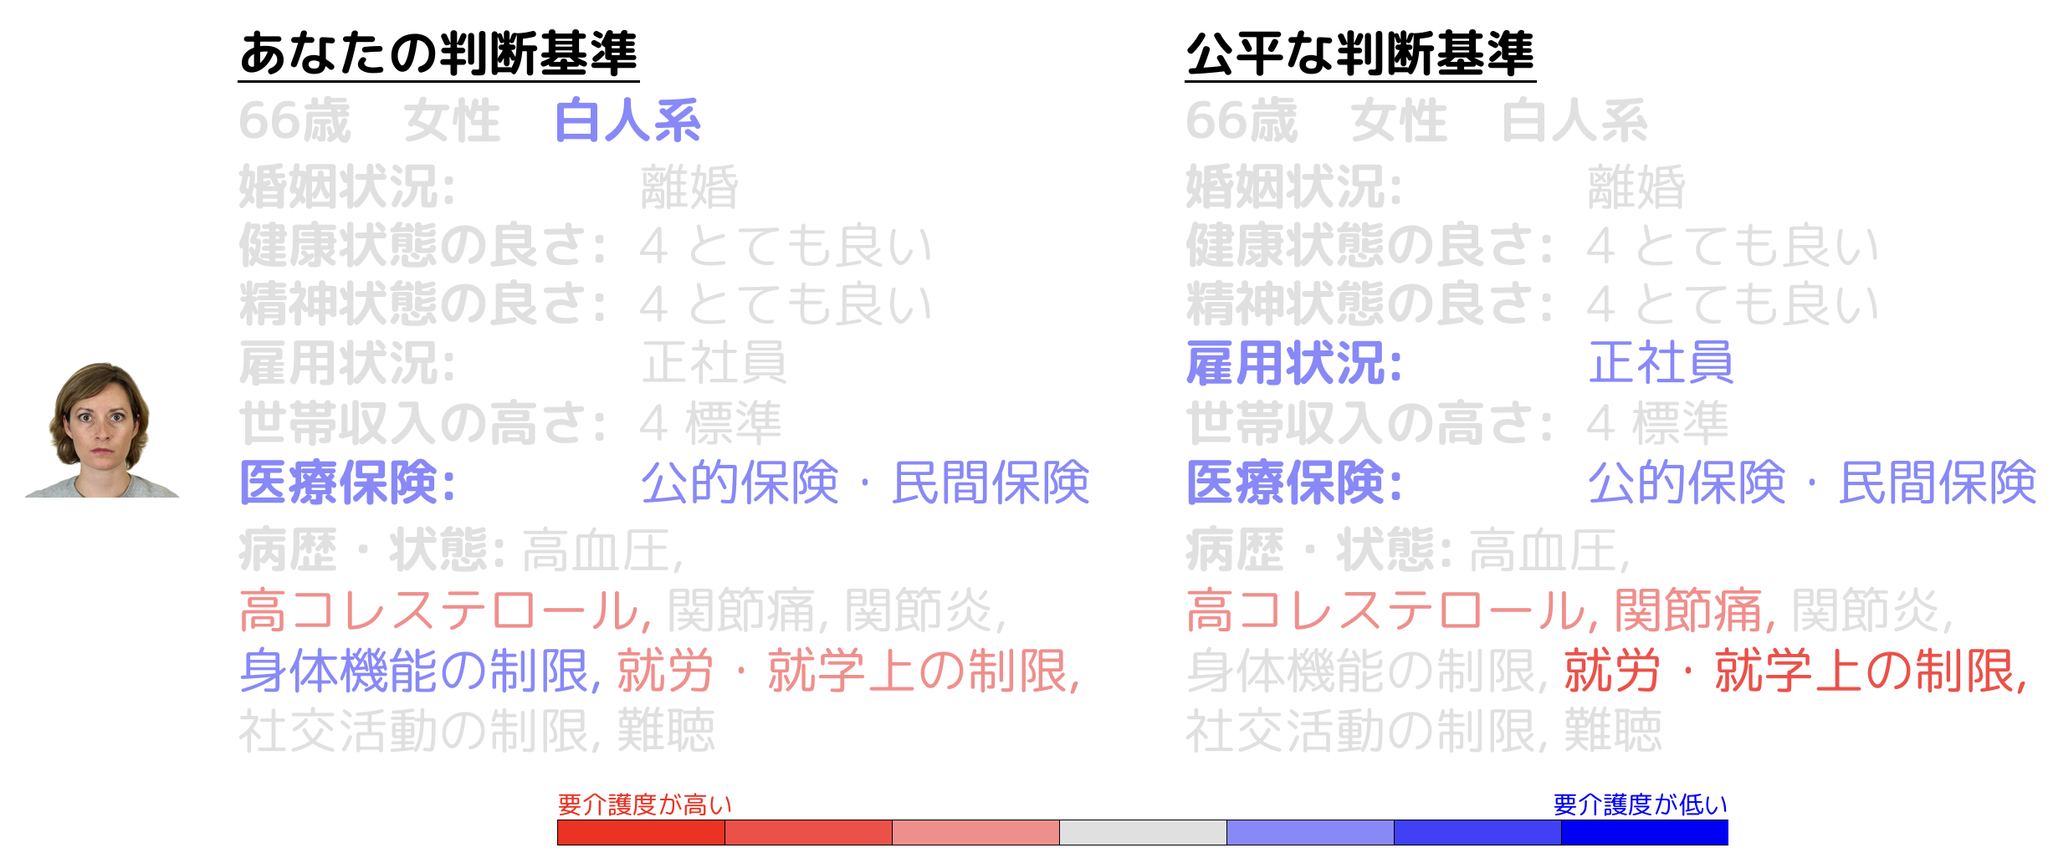 あなたの判断基準
66歳 女性 白人系
婚姻状況: 離婚
健康状態の良さ: 4 とても良い
精神状態の良さ: 4 とても良い
雇用状況: 正社員
世帯収入の高さ: 4 標準
医療保険: 公的保険・民間保険
病歴・状態: 高血圧,
高コレステロール, 関節痛, 関節炎,
身体機能の制限, 就労・就学上の制限,
社交活動の制限, 難聴
公平な判断基準
66歳 女性 白人系
婚姻状況: 離婚
健康状態の良さ: 4 とても良い
精神状態の良さ: 4 とても良い
雇用状況: 正社員
世帯収入の高さ: 4 標準
医療保険: 公的保険・民間保険
病歴・状態: 高血圧,
高コレステロール, 関節痛, 関節炎,
身体機能の制限, 就労・就学上の制限,
社交活動の制限, 難聴
要介護度が高い
要介護度が低い